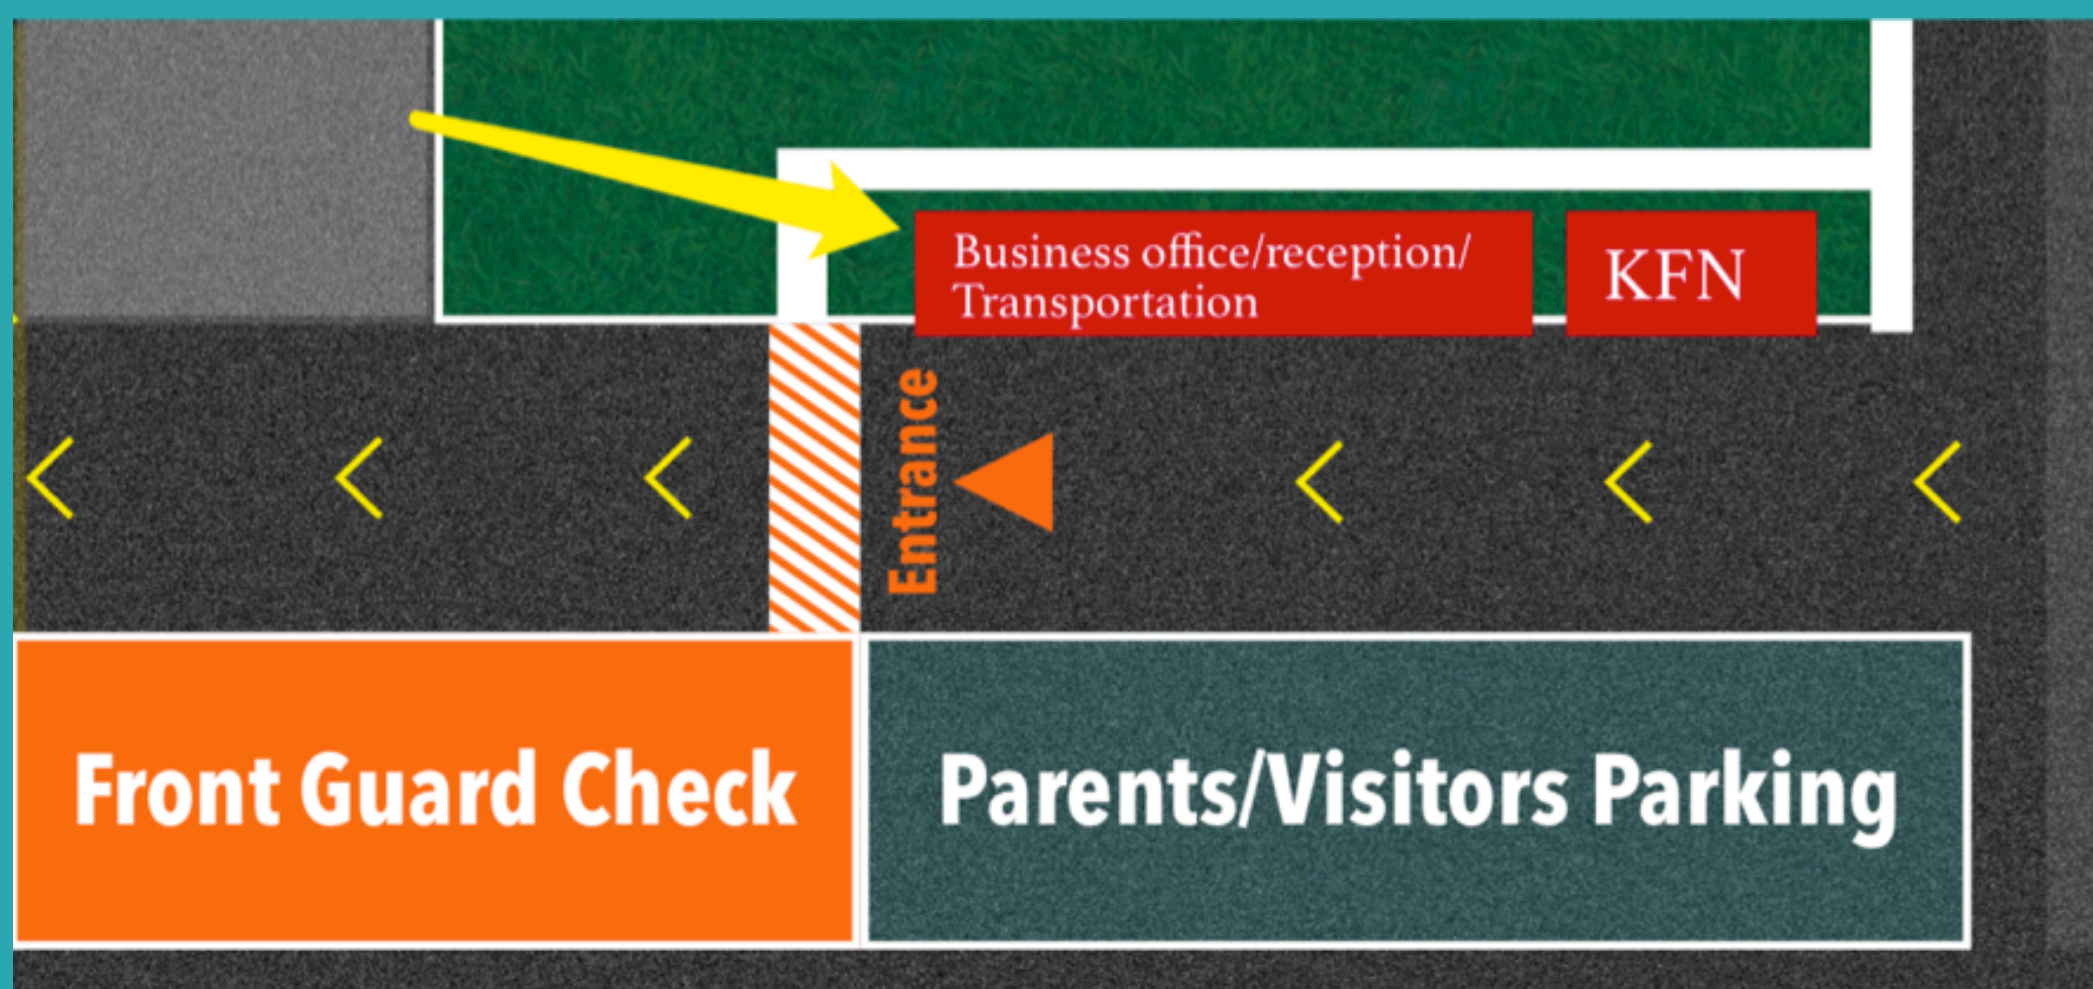 Business office/reception/
Transportation
KFN
Entrance
Front Guard Check
Parents/Visitors Parking